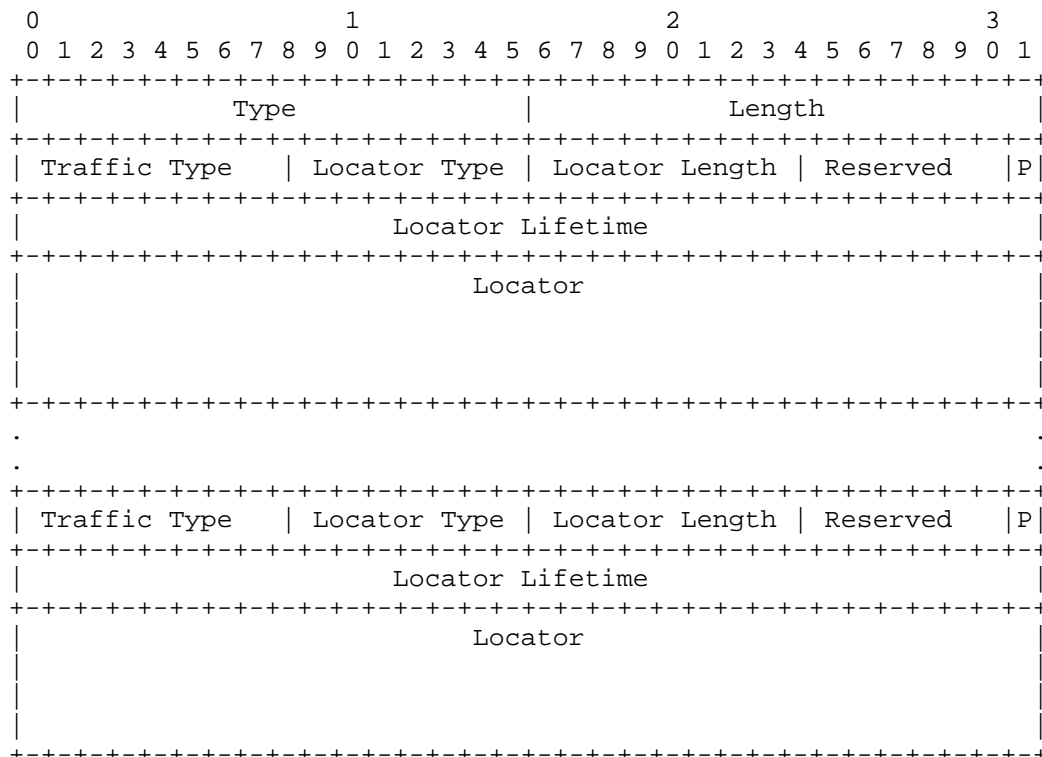 0                   1                   2                   3
 0 1 2 3 4 5 6 7 8 9 0 1 2 3 4 5 6 7 8 9 0 1 2 3 4 5 6 7 8 9 0 1
+-+-+-+-+-+-+-+-+-+-+-+-+-+-+-+-+-+-+-+-+-+-+-+-+-+-+-+-+-+-+-+-+
|             Type              |            Length             |
+-+-+-+-+-+-+-+-+-+-+-+-+-+-+-+-+-+-+-+-+-+-+-+-+-+-+-+-+-+-+-+-+
| Traffic Type   | Locator Type | Locator Length | Reserved   |P|
+-+-+-+-+-+-+-+-+-+-+-+-+-+-+-+-+-+-+-+-+-+-+-+-+-+-+-+-+-+-+-+-+
|                       Locator Lifetime                        |
+-+-+-+-+-+-+-+-+-+-+-+-+-+-+-+-+-+-+-+-+-+-+-+-+-+-+-+-+-+-+-+-+
|                            Locator                            |
|                                                               |
|                                                               |
|                                                               |
+-+-+-+-+-+-+-+-+-+-+-+-+-+-+-+-+-+-+-+-+-+-+-+-+-+-+-+-+-+-+-+-+
.                                                               .
.                                                               .
+-+-+-+-+-+-+-+-+-+-+-+-+-+-+-+-+-+-+-+-+-+-+-+-+-+-+-+-+-+-+-+-+
| Traffic Type   | Locator Type | Locator Length | Reserved   |P|
+-+-+-+-+-+-+-+-+-+-+-+-+-+-+-+-+-+-+-+-+-+-+-+-+-+-+-+-+-+-+-+-+
|                       Locator Lifetime                        |
+-+-+-+-+-+-+-+-+-+-+-+-+-+-+-+-+-+-+-+-+-+-+-+-+-+-+-+-+-+-+-+-+
|                            Locator                            |
|                                                               |
|                                                               |
|                                                               |
+-+-+-+-+-+-+-+-+-+-+-+-+-+-+-+-+-+-+-+-+-+-+-+-+-+-+-+-+-+-+-+-+